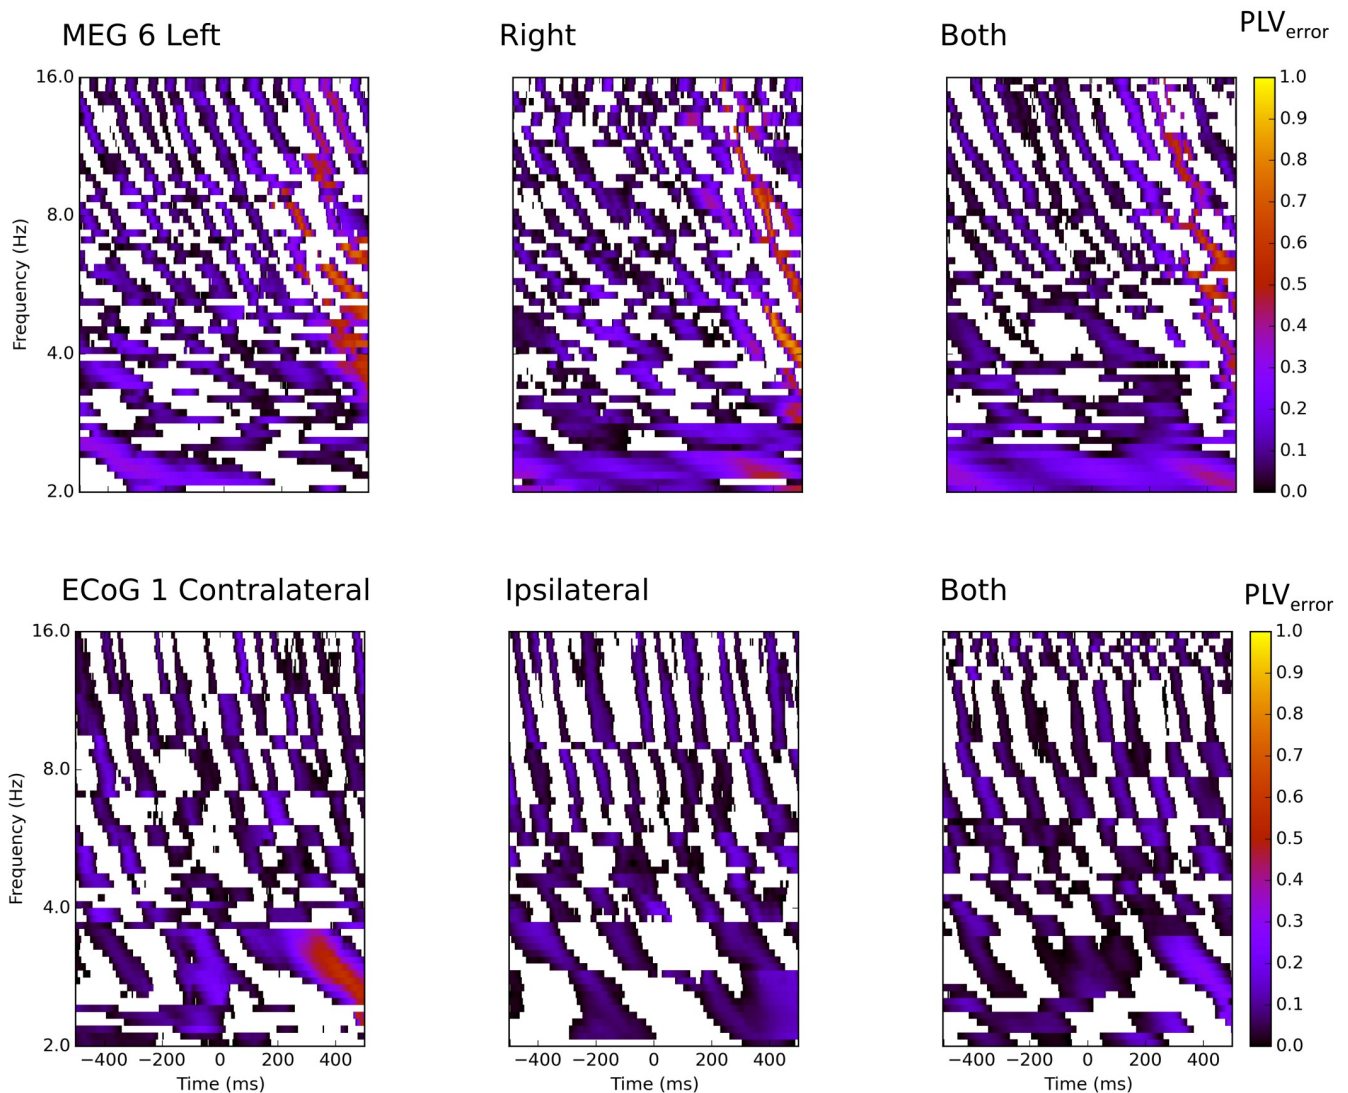 MEG 6 Left
Right
Both
PLVerror
16.0
8.0
4.0
2.0
Frequency (Hz)
1.0
0.9
0.8
0.7
0.6
0.5
0.4
0.3
0.2
0.1
0.0
ECoG 1 Contralateral
Ipsilateral
Both
PLVerror
16.0
8.0
4.0
2.0
Frequency (Hz)
−400 −200 0 200 400
Time (ms)
−400 −200 0 200 400
Time (ms)
−400 −200 0 200 400
Time (ms)
1.0
0.9
0.8
0.7
0.6
0.5
0.4
0.3
0.2
0.1
0.0